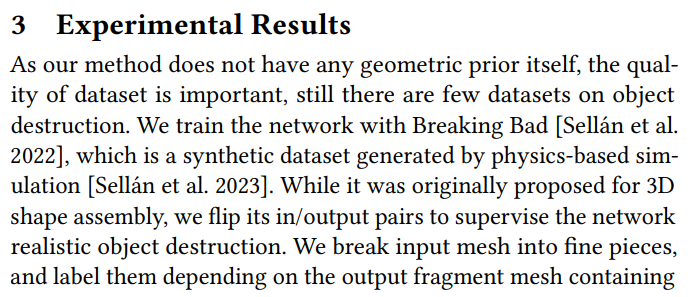 3 Experimental Results
As our method does not have any geometric prior itself, the qual-
ity of dataset is important, still there are few datasets on object
destruction. We train the network with Breaking Bad [Sellán et al.
2022], which is a synthetic dataset generated by physics-based sim-
ulation [Sellán et al. 2023]. While it was originally proposed for 3D
shape assembly, we flip its in/output pairs to supervise the network
realistic object destruction. We break input mesh into fine pieces,
and label them depending on the output fragment mesh containing